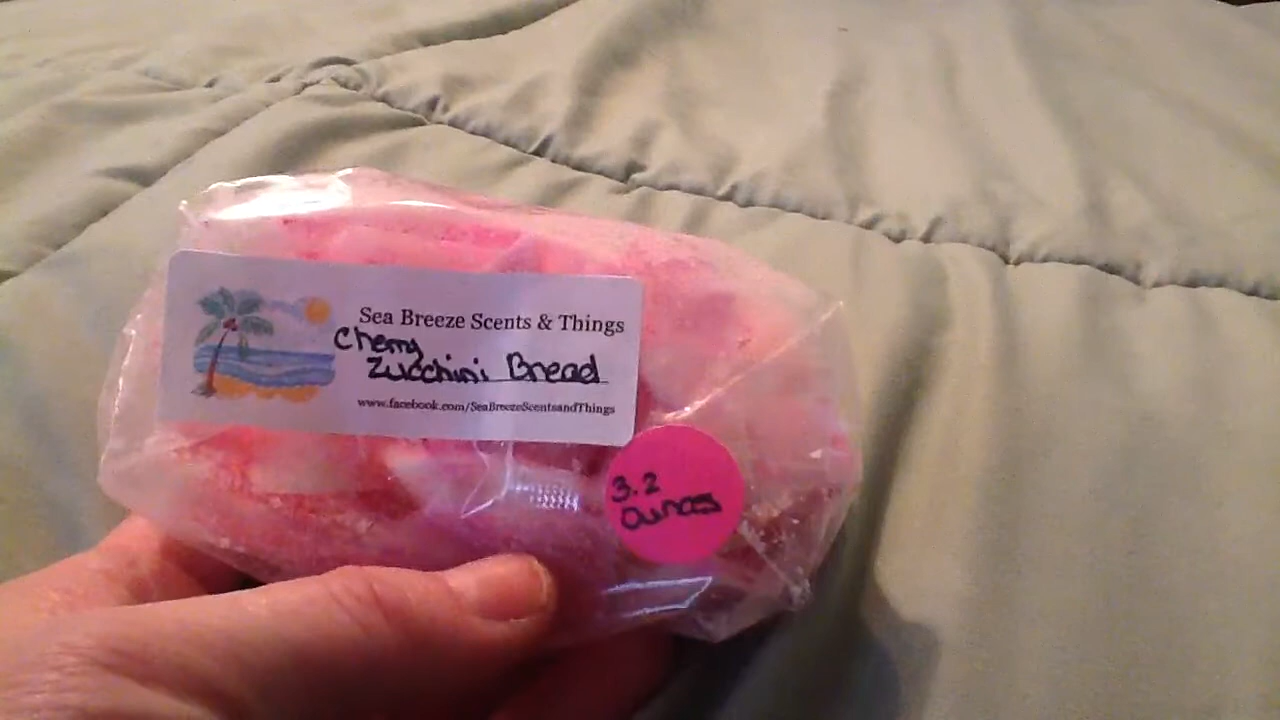 Sea Breeze Scents & Things
Cherry
Zucchini Bread
www.facebook.com/SeaBreezeScentsandThings
3.2
Ounces